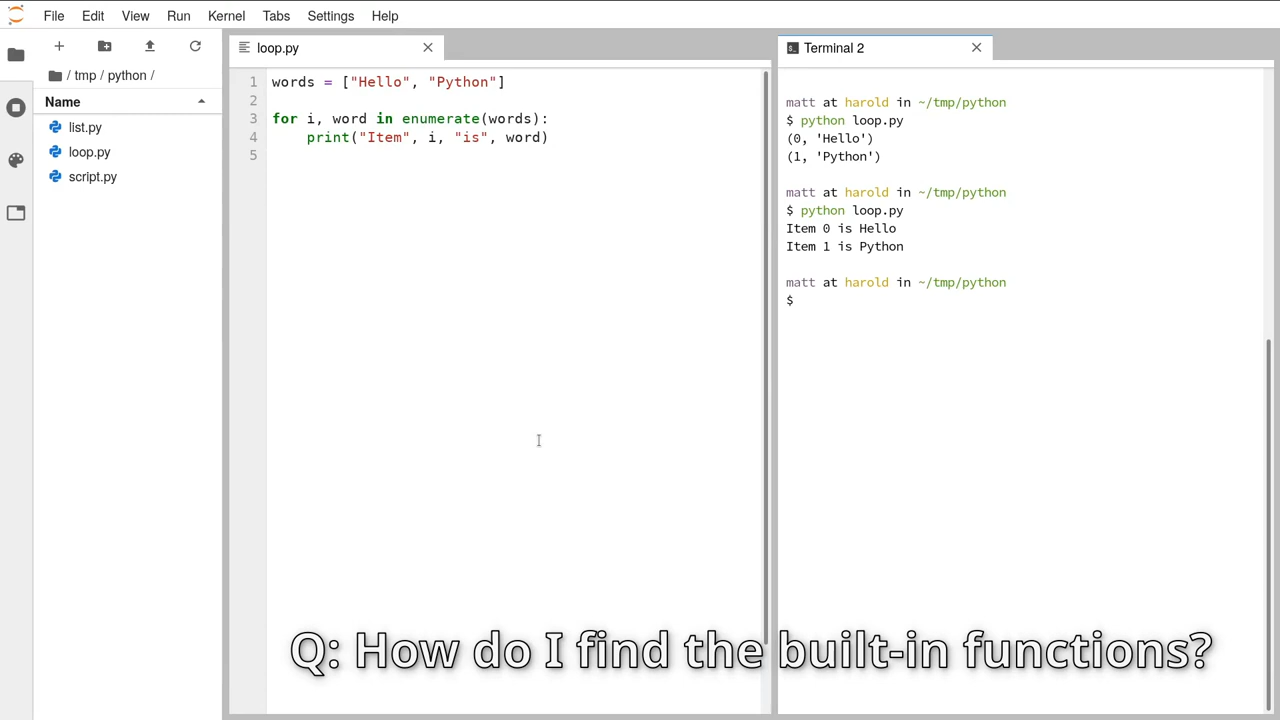 File Edit View Run Kernel Tabs Settings Help
/ tmp / python /
Name
list.py
loop.py
script.py
loop.py
1 words = ["Hello", "Python"]
2
3 for i, word in enumerate(words):
4     print("Item", i, "is", word)
5
Terminal 2
matt at harold in ~/tmp/python
$ python loop.py
(0, 'Hello')
(1, 'Python')
matt at harold in ~/tmp/python
$ python loop.py
Item 0 is Hello
Item 1 is Python
matt at harold in ~/tmp/python
$
Q: How do I find the built-in functions?